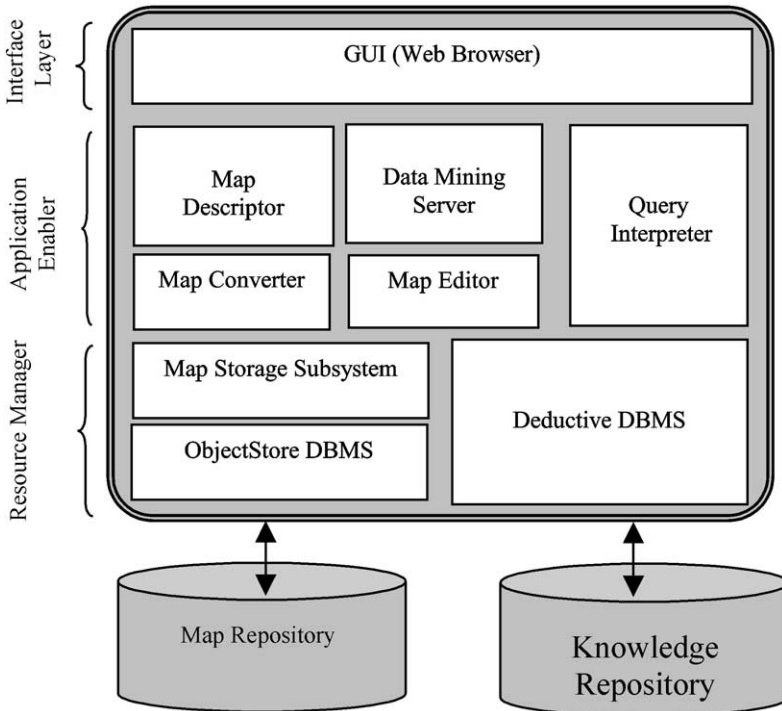 Interface
Layer
GUI (Web Browser)
Application
Enabler
Map
Descriptor
Data Mining
Server
Query
Interpreter
Map Converter
Map Editor
Resource Manager
Map Storage Subsystem
ObjectStore DBMS
Deductive DBMS
Map Repository
Knowledge
Repository